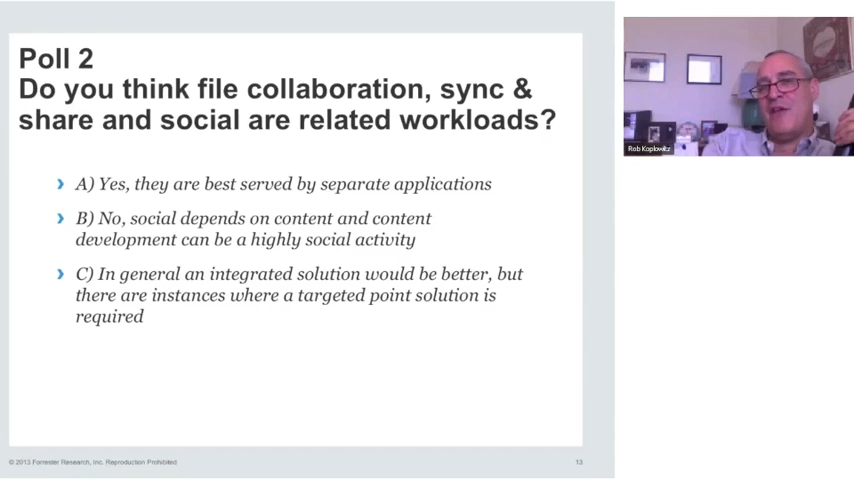 Poll 2
Do you think file collaboration, sync &
share and social are related workloads?
› A) Yes, they are best served by separate applications
› B) No, social depends on content and content
development can be a highly social activity
› C) In general an integrated solution would be better, but
there are instances where a targeted point solution is
required
© 2013 Forrester Research, Inc. Reproduction Prohibited
13
Rob Koplowitz